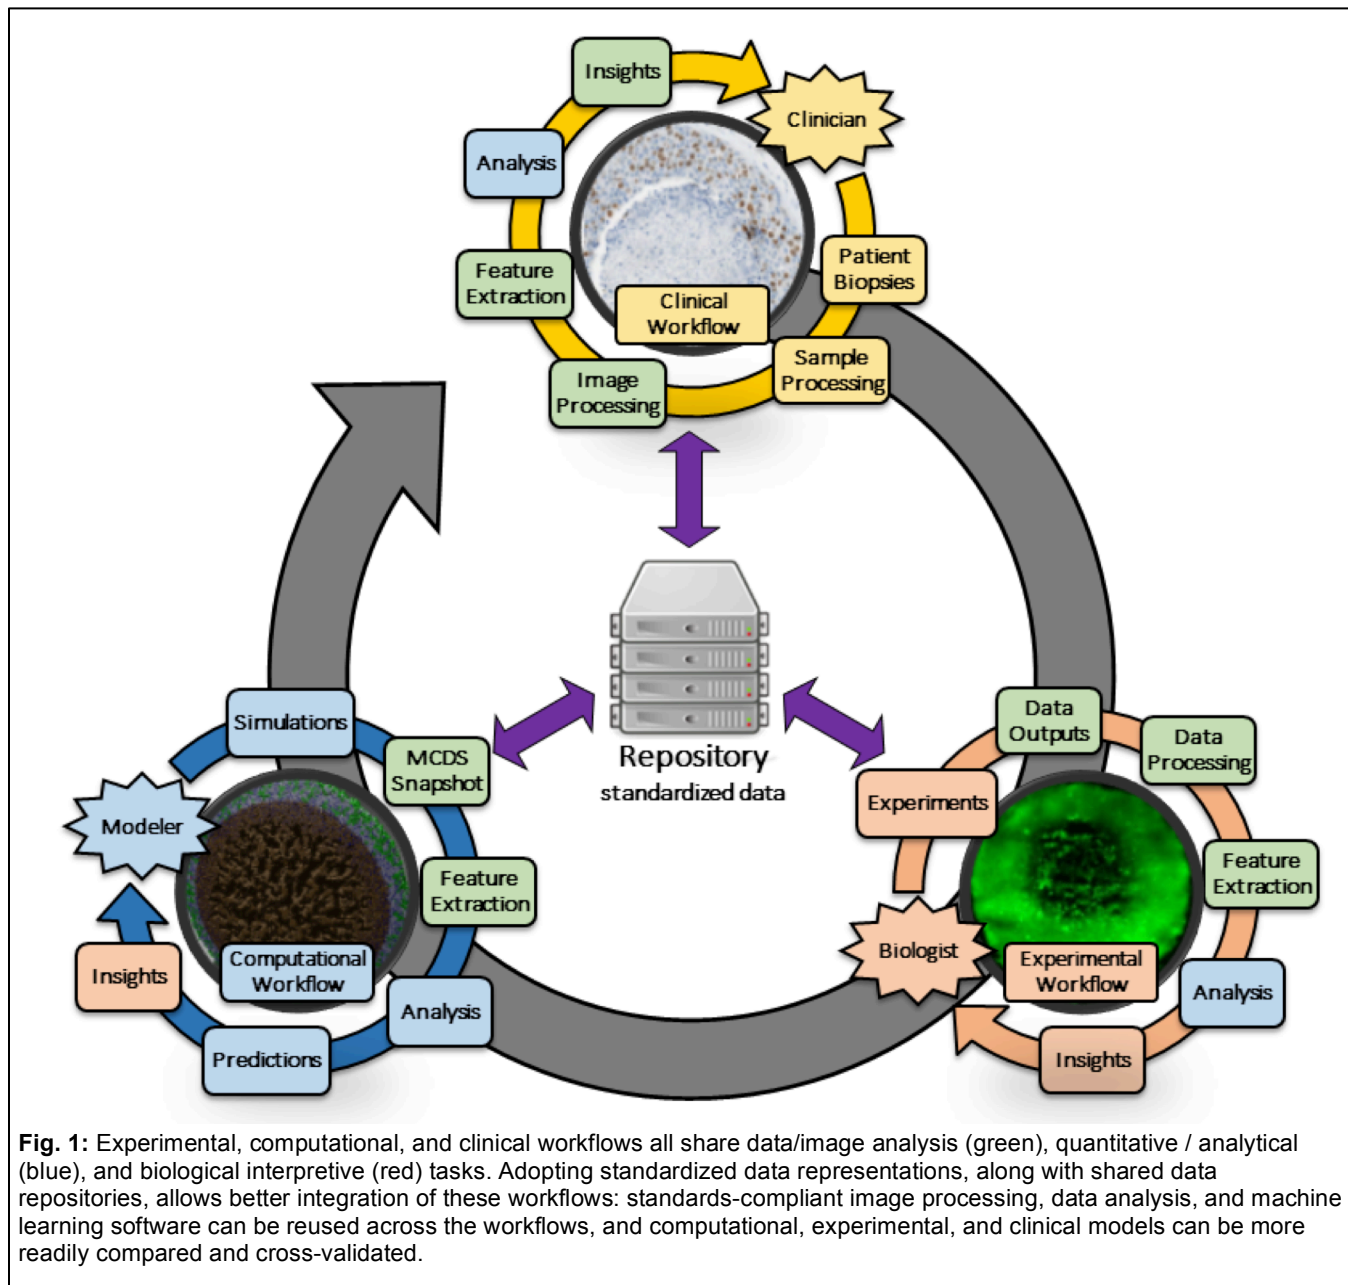 Insights
Clinician
Analysis
Patient
Biopsies
Feature
Extraction
Clinical
Workflow
Sample
Processing
Image
Processing
Repository
standardized data
Simulations
MCDS
Snapshot
Modeler
Feature
Extraction
Computational
Workflow
Insights
Analysis
Predictions
Data
Outputs
Data
Processing
Experiments
Feature
Extraction
Biologist
Experimental
Workflow
Analysis
Insights
Fig. 1: Experimental, computational, and clinical workflows all share data/image analysis (green), quantitative / analytical
(blue), and biological interpretive (red) tasks. Adopting standardized data representations, along with shared data
repositories, allows better integration of these workflows: standards-compliant image processing, data analysis, and machine
learning software can be reused across the workflows, and computational, experimental, and clinical models can be more
readily compared and cross-validated.